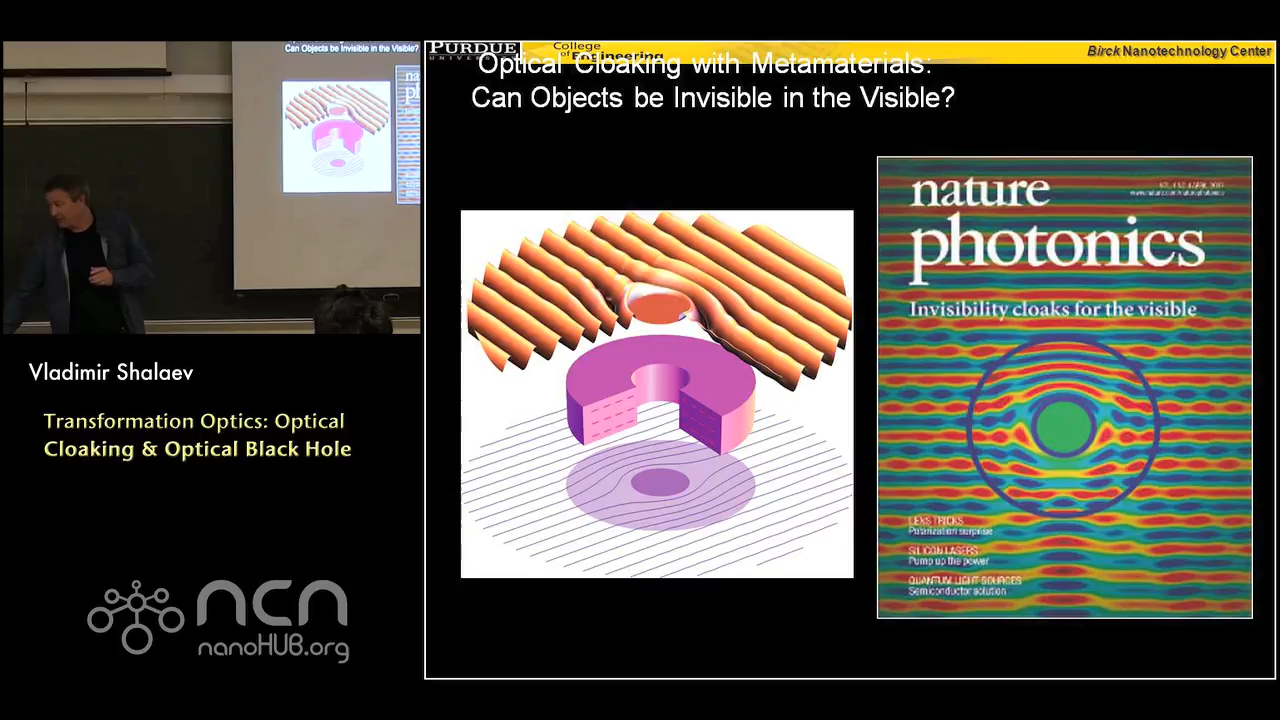 Can Objects be Invisible in the Visible?
PURDUE
UNIVERSITY
College
of Engineering
Birck Nanotechnology Center
Optical Cloaking with Metamaterials:
Can Objects be Invisible in the Visible?
nature
photonics
Invisibility cloaks for the visible
LENS TRICKS
Polarization surprise
SILICON LASERS
Pump up the power
QUANTUM LIGHT SOURCES
Semiconductor solution
Vladimir Shalaev
Transformation Optics: Optical
Cloaking & Optical Black Hole
ncn
nanoHUB.org